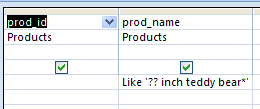 prod_id prod_name
Products Products
Like '?? inch teddy bear*'